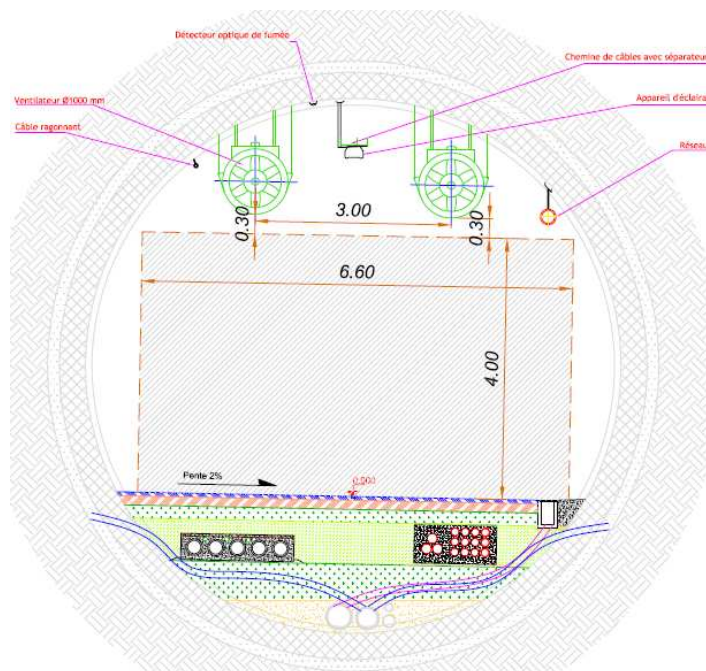 Détecteur optique de fumée
Chemine de câbles avec séparateur
Ventilateur Ø1000 mm
Appareil d'éclaira
Câble rayonnant
Réseau
3.00
0.30
0.30
6.60
4.00
Pente 2%
0.000